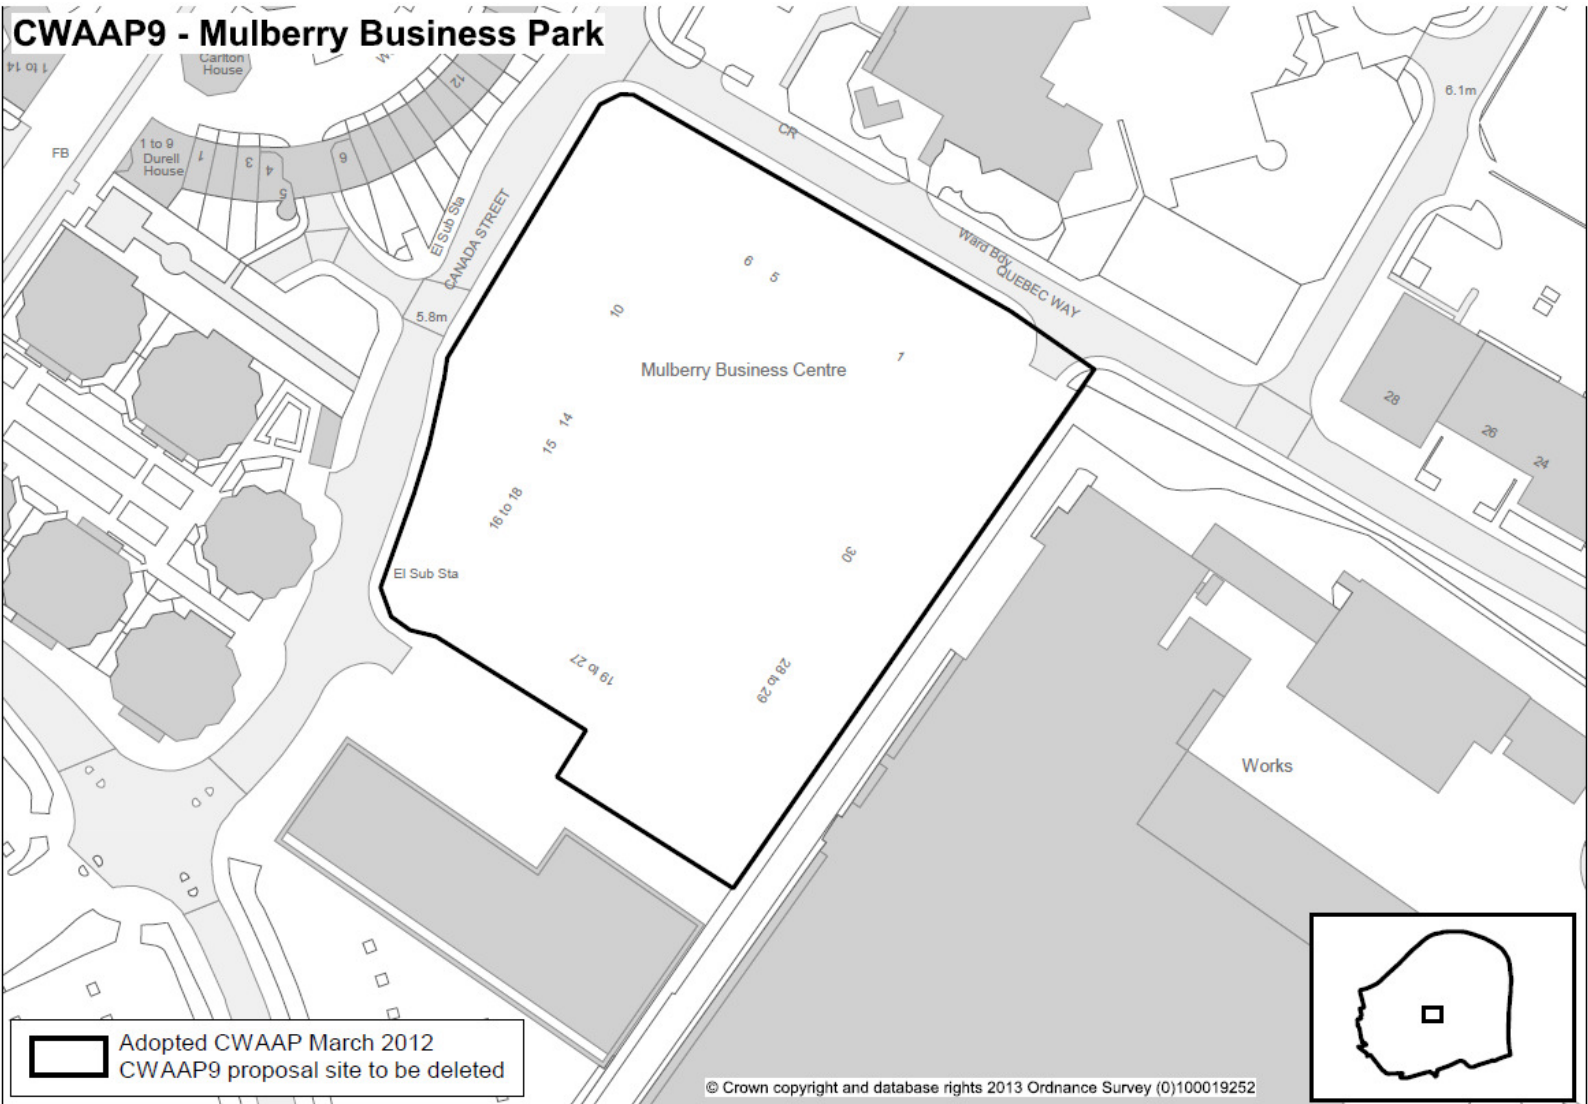 CWAAP9 - Mulberry Business Park
1 to 14
Carlton
House
12
6.1m
FB
1 to 9
Durell
House
1
3
4
5
6
CR
El Sub Sta
CANADA STREET
Ward Bdy
QUEBEC WAY
6
5
5.8m
10
1
Mulberry Business Centre
28
26
24
14
15
16 to 18
30
El Sub Sta
19 to 27
28 to 29
Works
Adopted CWAAP March 2012
CWAAP9 proposal site to be deleted
© Crown copyright and database rights 2013 Ordnance Survey (0)100019252